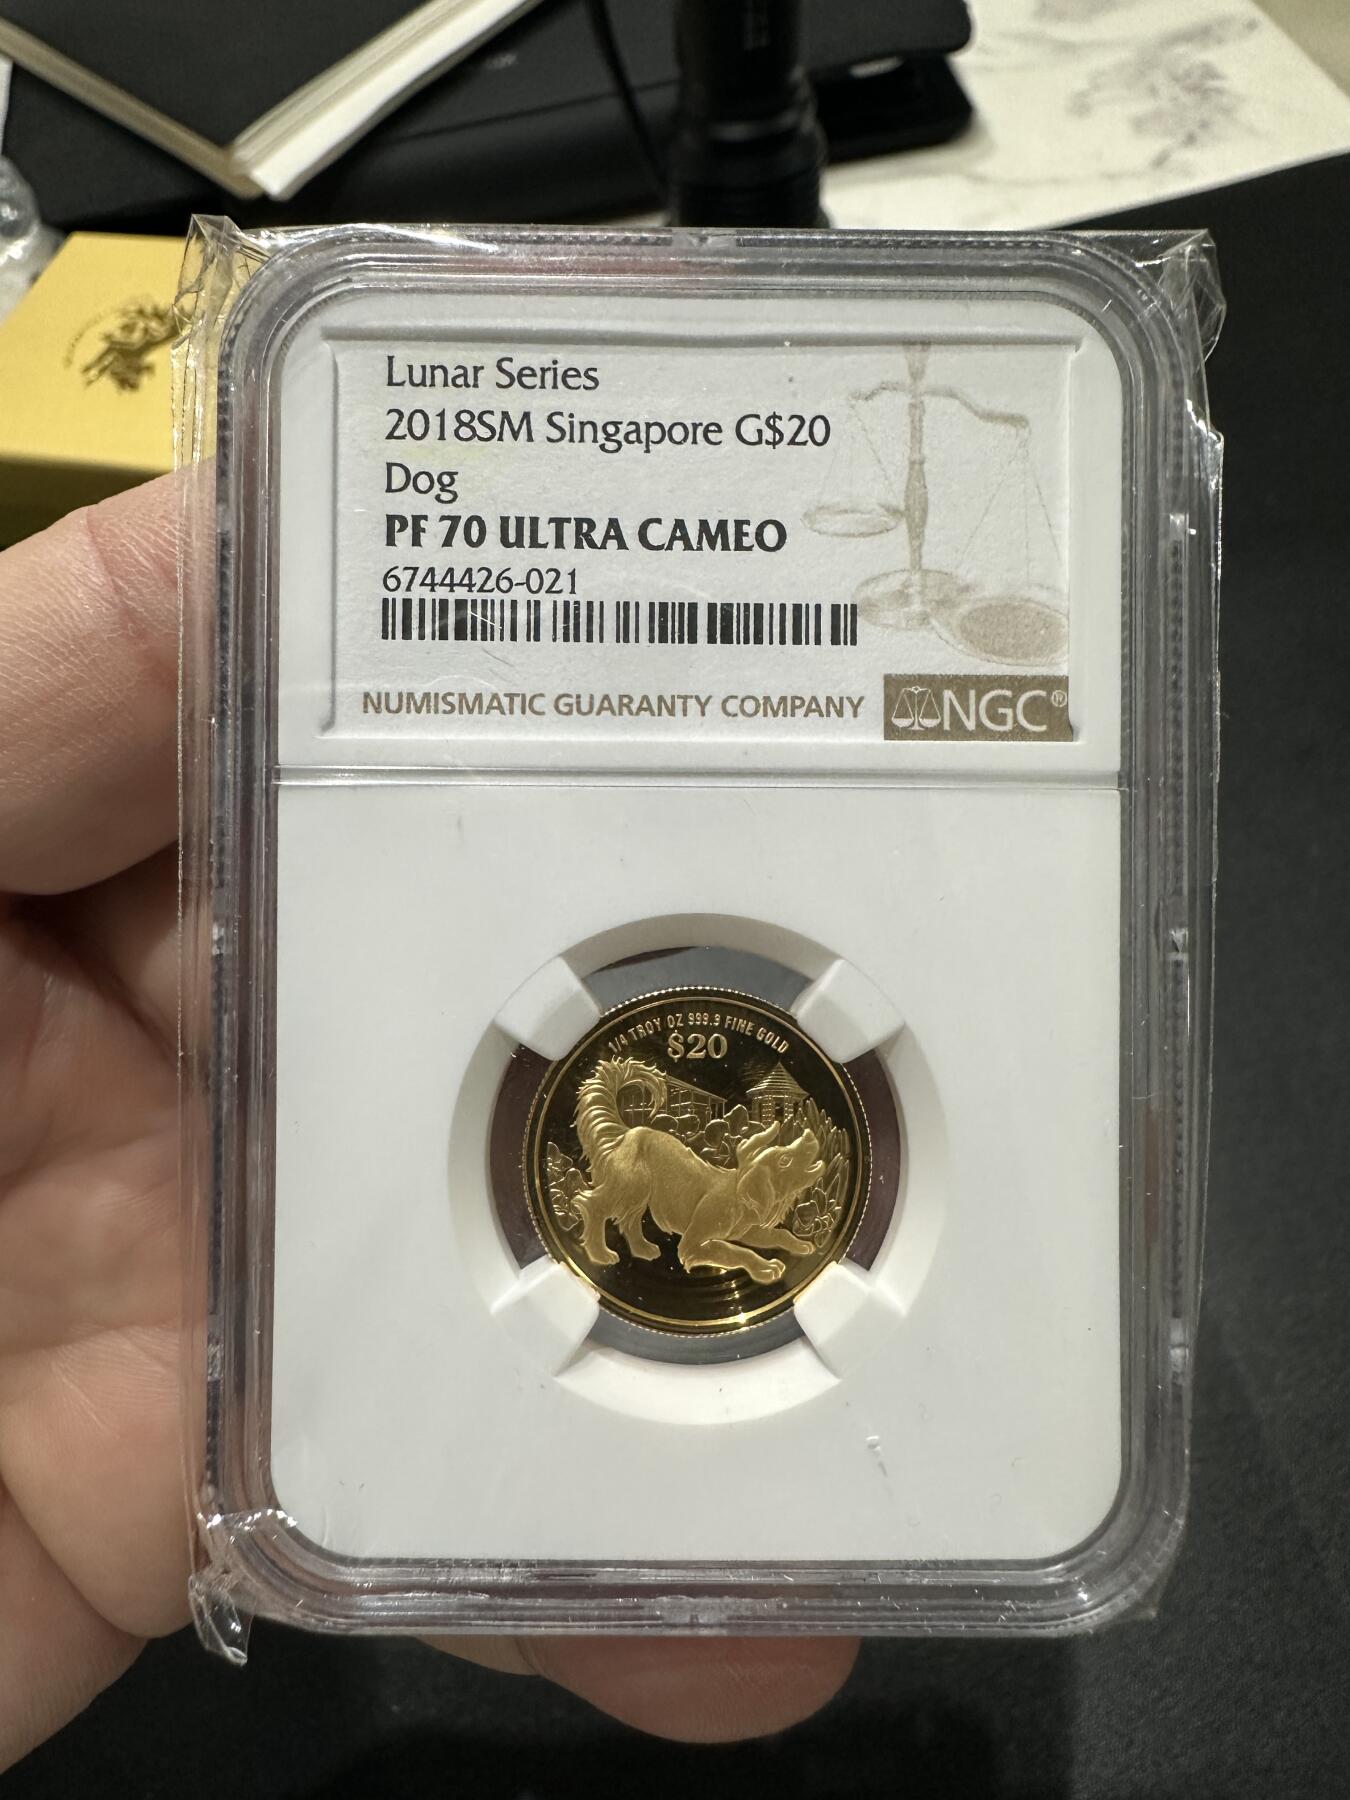 Lunar Series
2018SM Singapore G$20
Dog
PF 70 ULTRA CAMEO
6744426-021
NUMISMATIC GUARANTY COMPANY NGC®
1/4 TROY OZ 999.9 FINE GOLD
$20